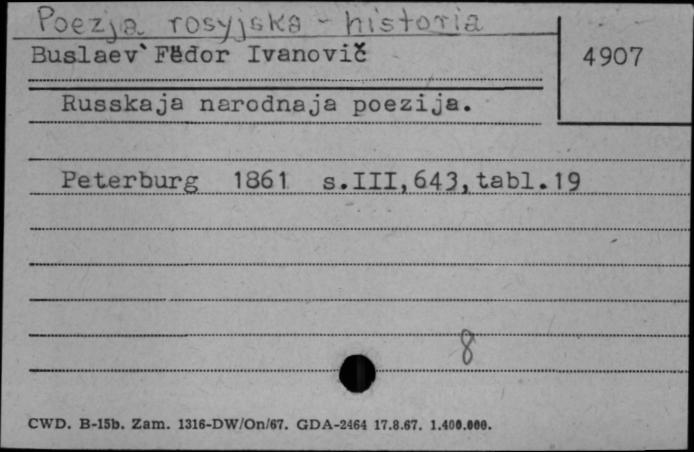 Poezja rosyjska - historia
Buslaev` Fëdor Ivanovič
4907
Russkaja narodnaja poezija.
Peterburg 1861 s.III,643,tabl.19
8
CWD. B-15b. Zam. 1316-DW/On/67. GDA-2464 17.8.67. 1.400.000.